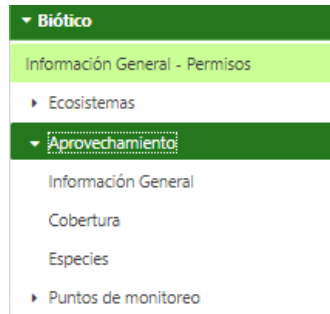 Biótico
Información General - Permisos
Ecosistemas
Aprovechamiento
Información General
Cobertura
Especies
Puntos de monitoreo